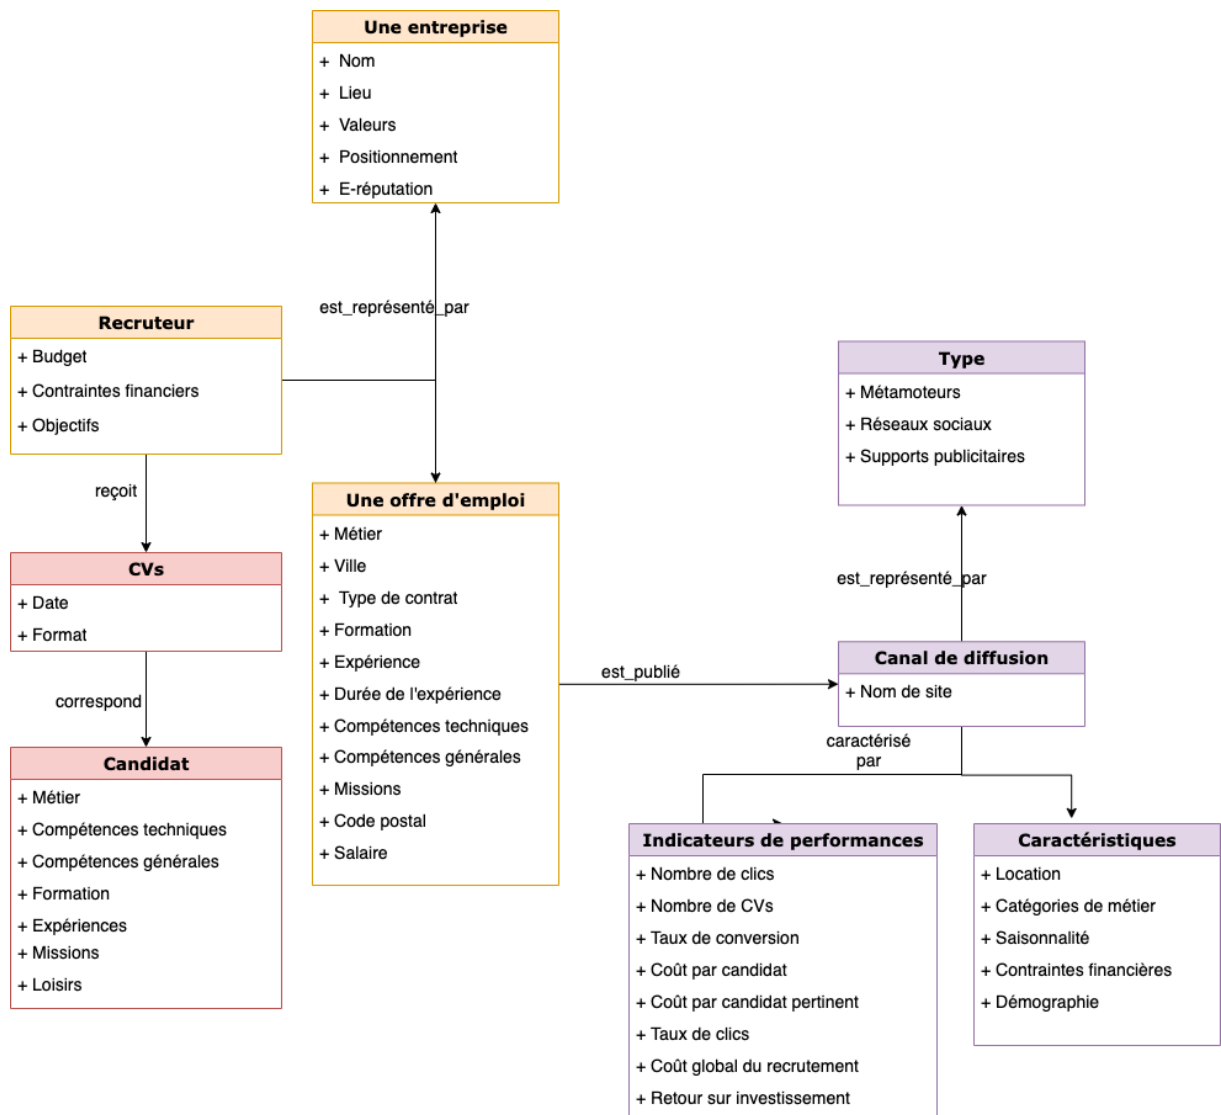 Une entreprise
+ Nom
+ Lieu
+ Valeurs
+ Positionnement
+ E-réputation
est_représenté_par
Recruteur
+ Budget
+ Contraintes financiers
+ Objectifs
reçoit
CVs
+ Date
+ Format
correspond
Candidat
+ Métier
+ Compétences techniques
+ Compétences générales
+ Formation
+ Expériences
+ Missions
+ Loisirs
Une offre d'emploi
+ Métier
+ Ville
+ Type de contrat
+ Formation
+ Expérience
+ Durée de l'expérience
+ Compétences techniques
+ Compétences générales
+ Missions
+ Code postal
+ Salaire
est_publié
Type
+ Métamoteurs
+ Réseaux sociaux
+ Supports publicitaires
est_représenté_par
Canal de diffusion
+ Nom de site
caractérisé
par
Indicateurs de performances
+ Nombre de clics
+ Nombre de CVs
+ Taux de conversion
+ Coût par candidat
+ Coût par candidat pertinent
+ Taux de clics
+ Coût global du recrutement
+ Retour sur investissement
Caractéristiques
+ Location
+ Catégories de métier
+ Saisonnalité
+ Contraintes financières
+ Démographie